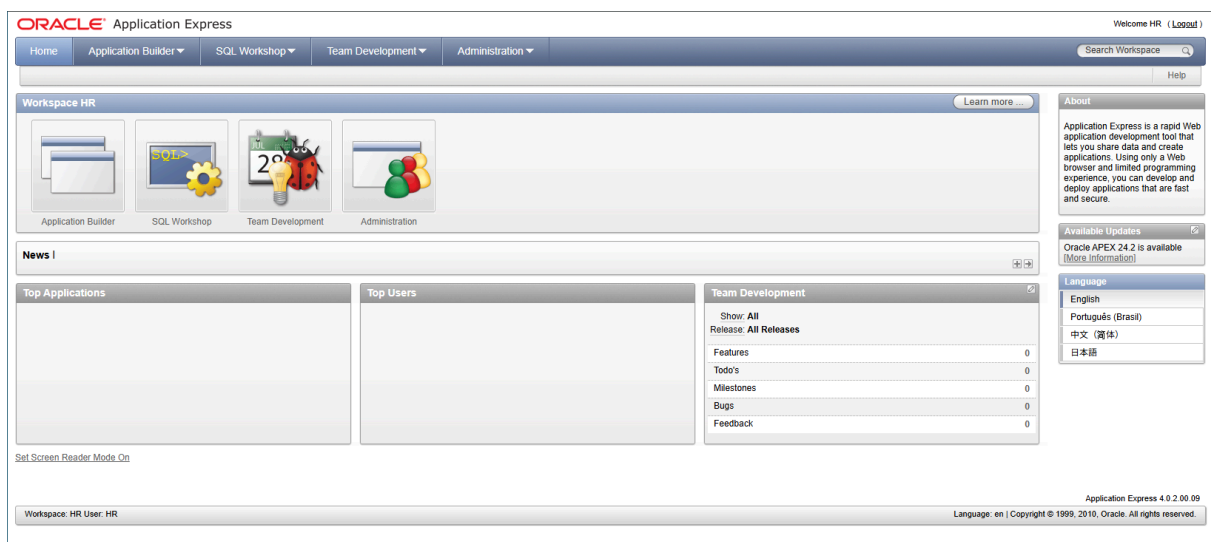 ORACLE Application Express
Welcome HR (Logout)
Home Application Builder SQL Workshop Team Development Administration
Search Workspace
Help
Workspace HR
Learn more ...
SQL>
28
Application Builder SQL Workshop Team Development Administration
News
Top Applications
Top Users
Team Development
Show: All
Release: All Releases
Features 0
Todo's 0
Milestones 0
Bugs 0
Feedback 0
About
Application Express is a rapid Web
application development tool that
lets you share data and create
applications. Using only a Web
browser and limited programming
experience, you can develop and
deploy applications that are fast
and secure.
Available Updates
Oracle APEX 24.2 is available
[More Information]
Language
English
Português (Brasil)
中文（简体）
日本語
Set Screen Reader Mode On
Application Express 4.0.2.00.09
Workspace: HR User: HR
Language: en | Copyright © 1999, 2010, Oracle. All rights reserved.